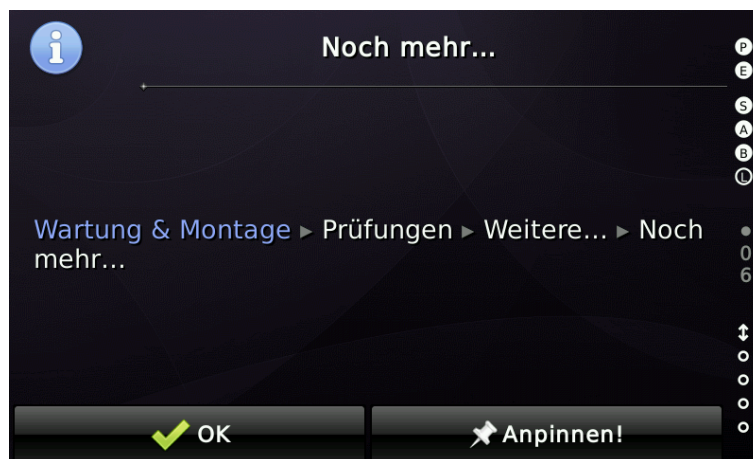 Noch mehr...
Wartung & Montage ▸ Prüfungen ▸ Weitere... ▸ Noch
mehr...
OK
Anpinnen!
P
E
S
A
B
L
0
6